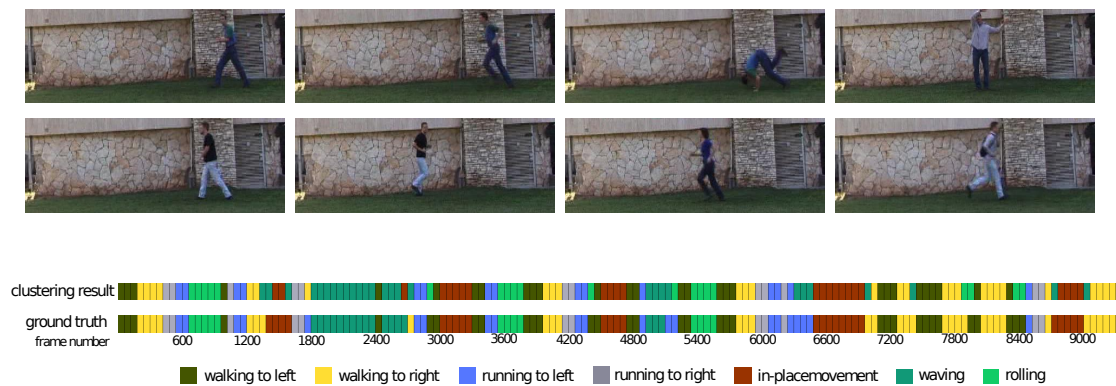 clustering result
ground truth
frame number 600 1200 1800 2400 3000 3600 4200 4800 5400 6000 6600 7200 7800 8400 9000
walking to left walking to right running to left running to right in-placemovement waving rolling